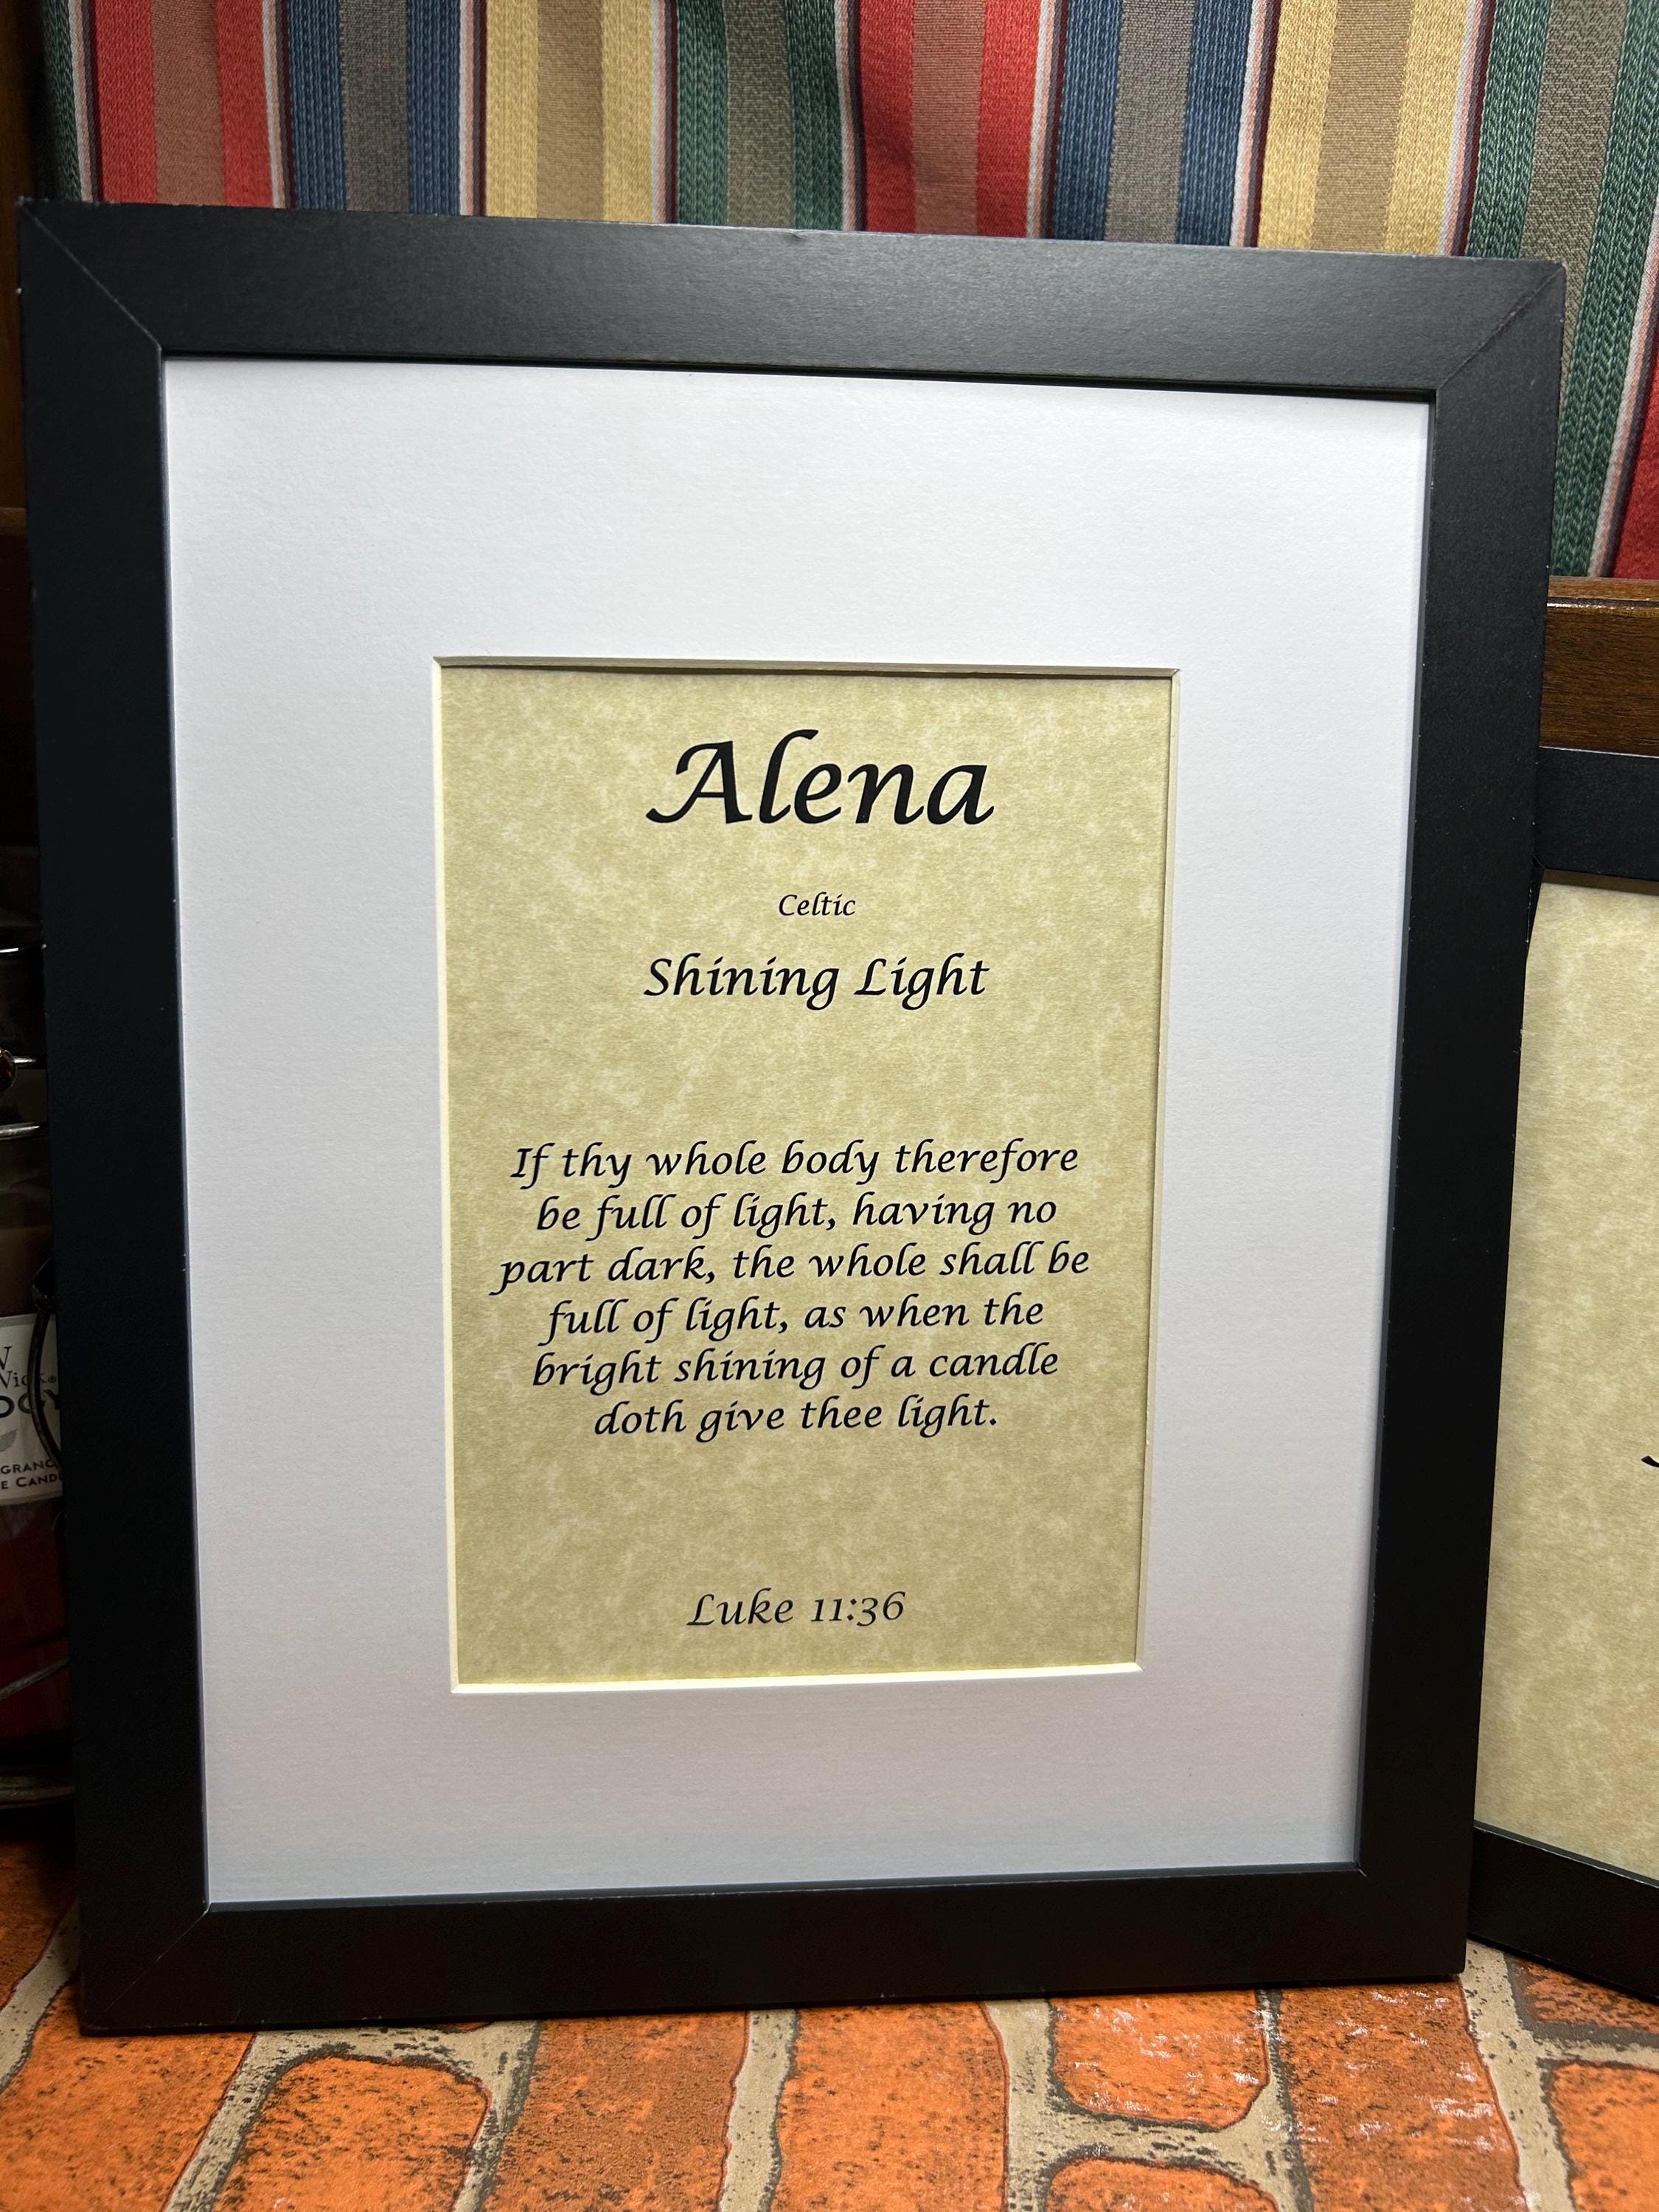 Alena
Celtic
Shining Light
If thy whole body therefore
be full of light, having no
part dark, the whole shall be
full of light, as when the
bright shining of a candle
doth give thee light.
Luke 11:36